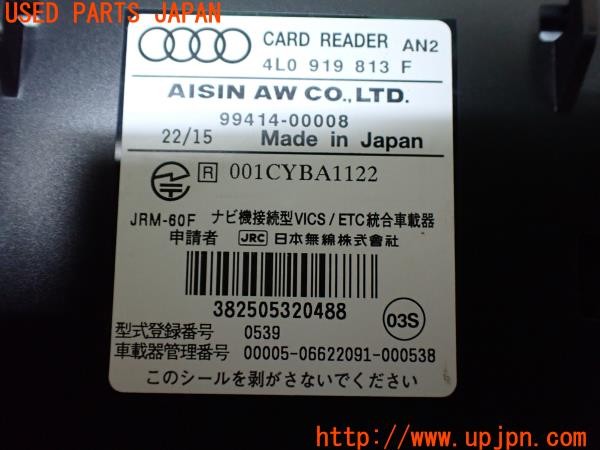 USED PARTS JAPAN
CARD READER AN2
4L0 919 813 F
AISIN AW CO.,LTD.
99414-00008
22/15 Made in Japan
R 001CYBA1122
JRM-60F ナビ機接続型VICS/ETC統合車載器
申請者 JRC 日本無線株式会社
382505320488
03S
型式登録番号 0539
車載器管理番号 00005-06622091-000538
このシールを剥がさないでください
http://www.upjpn.com